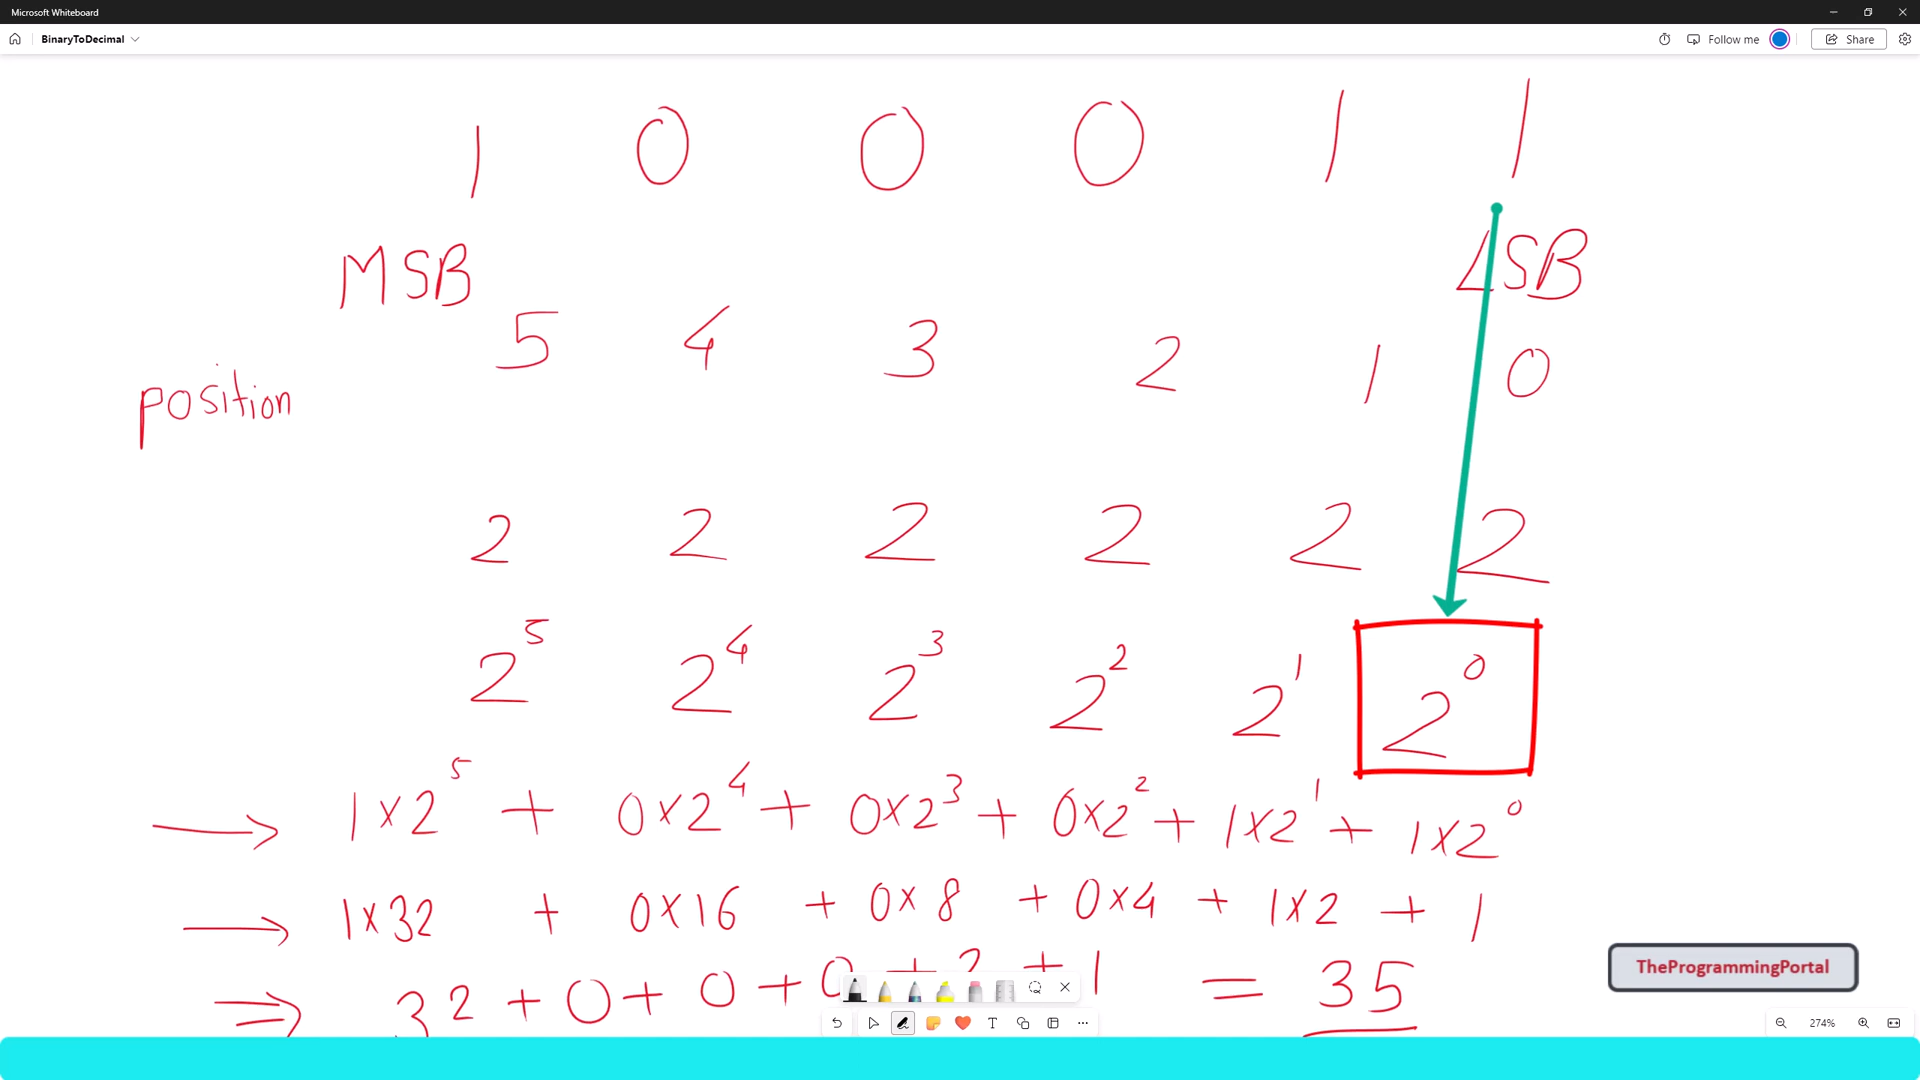 Microsoft Whiteboard
BinaryToDecimal
Follow me
Share
1 0 0 0 1 1
MSB LSB
5 4 3 2 1 0
position
2 2 2 2 2 2
2⁵ 2⁴ 2³ 2² 2¹ 2⁰
→ 1x2⁵ + 0x2⁴ + 0x2³ + 0x2² + 1x2¹ + 1x2⁰
→ 1x32 + 0x16 + 0x8 + 0x4 + 1x2 + 1
⇒ 32 + 0 + 0 + 0 + 2 + 1 = 35
TheProgrammingPortal
274%